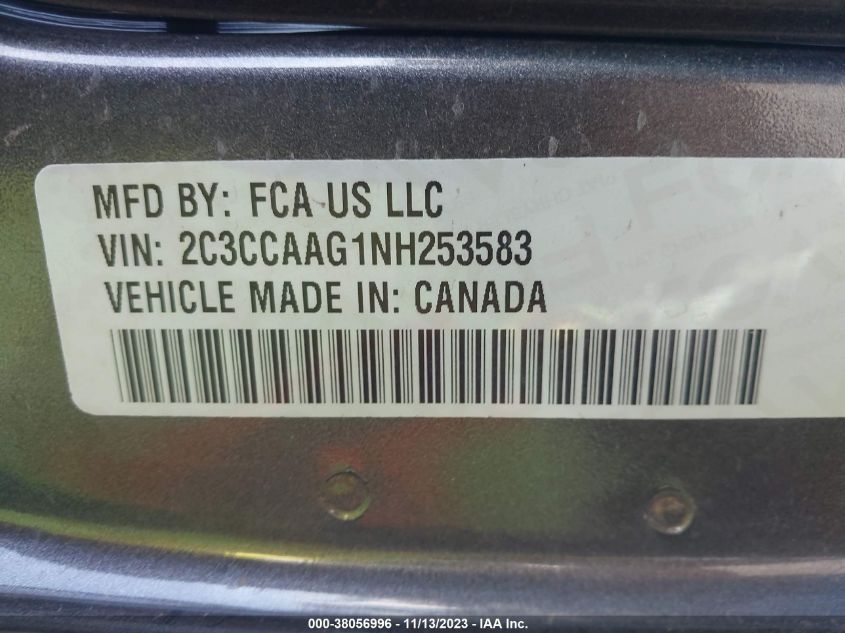 MFD BY: FCA US LLC
VIN: 2C3CCAAG1NH253583
VEHICLE MADE IN: CANADA
000-38056996 - 11/13/2023 - IAA Inc.